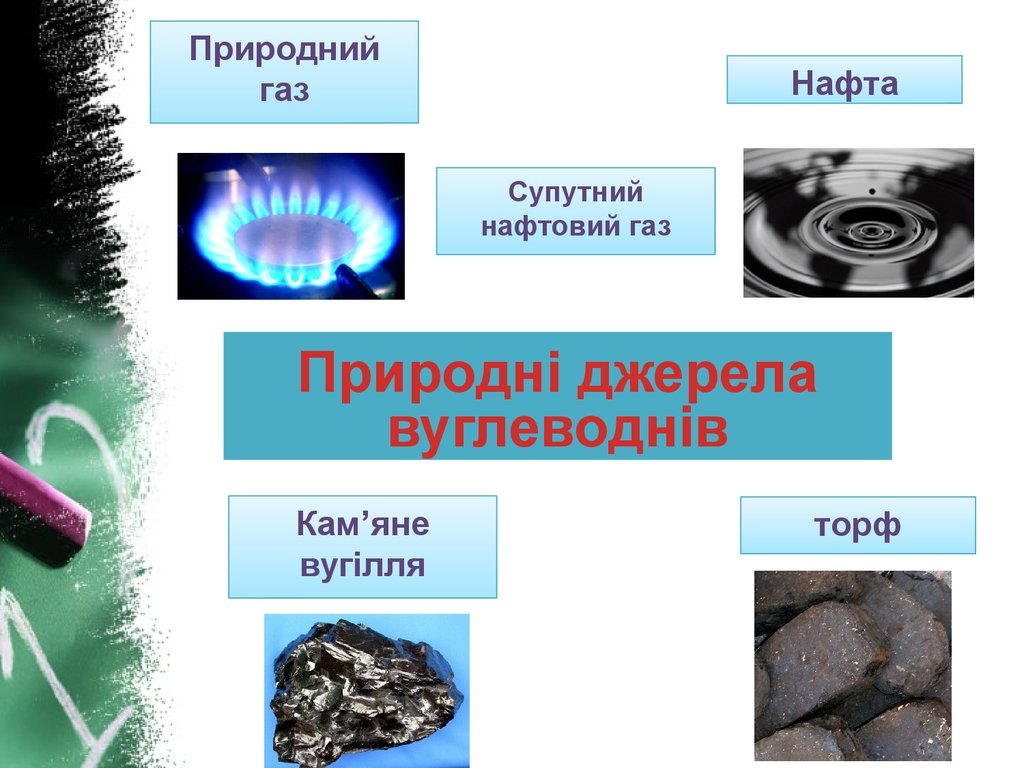 Природний
газ
Нафта
Супутний
нафтовий газ
Природні джерела
вуглеводнів
Кам’яне
вугілля
торф